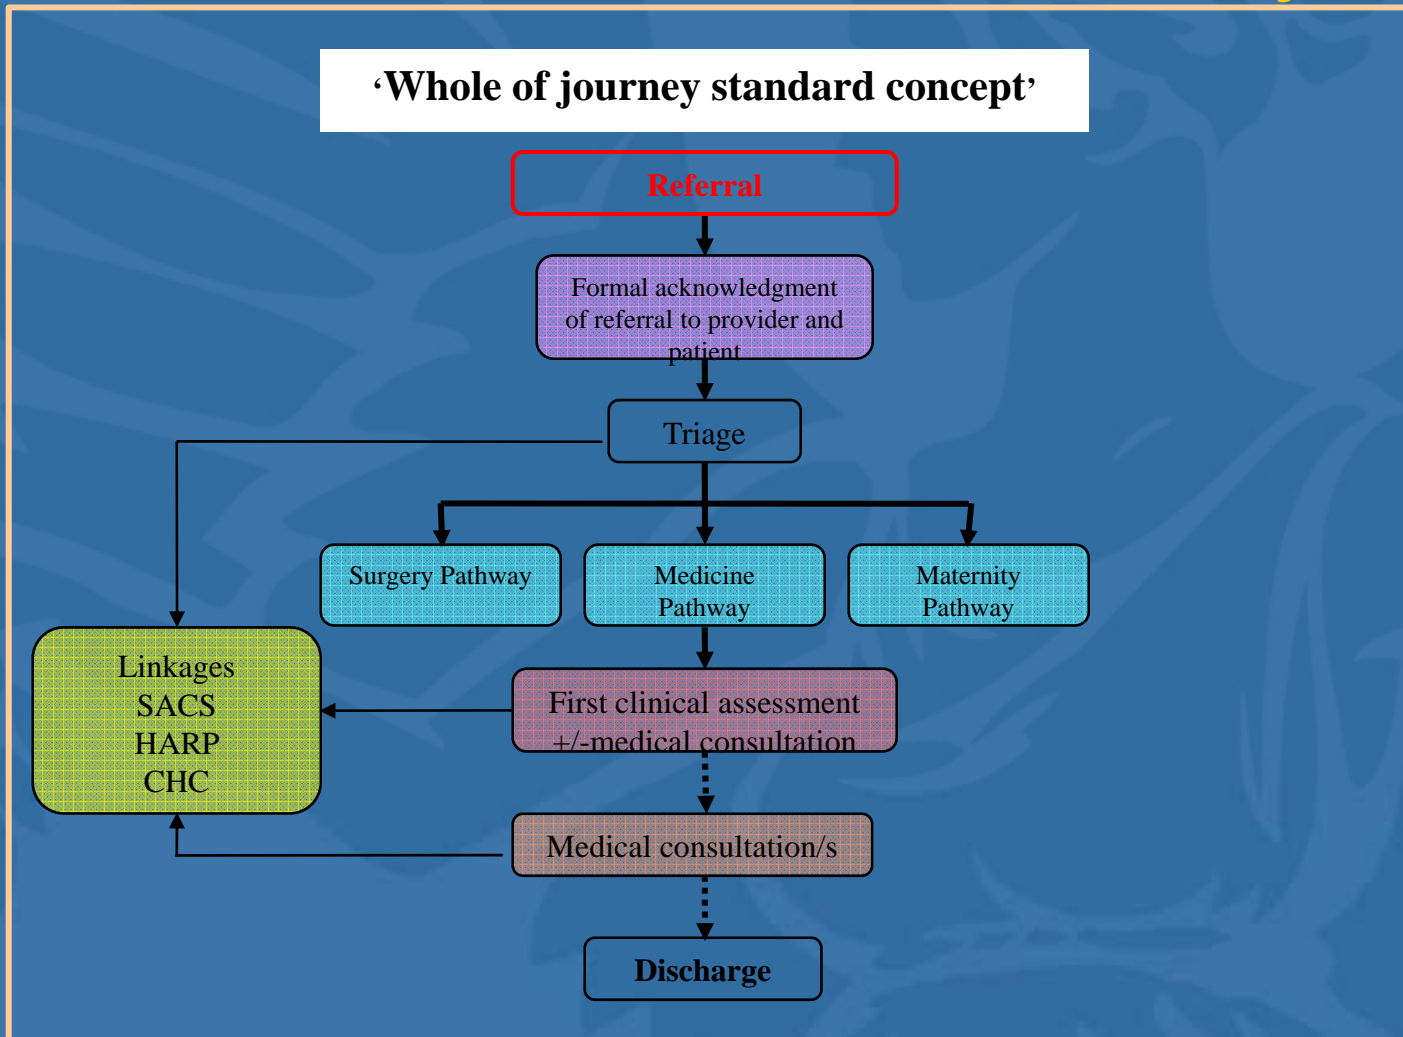 ‘Whole of journey standard concept’
Referral
Formal acknowledgment
of referral to provider and
patient
Triage
Surgery Pathway
Medicine
Pathway
Maternity
Pathway
Linkages
SACS
HARP
CHC
First clinical assessment
+/-medical consultation
Medical consultation/s
Discharge